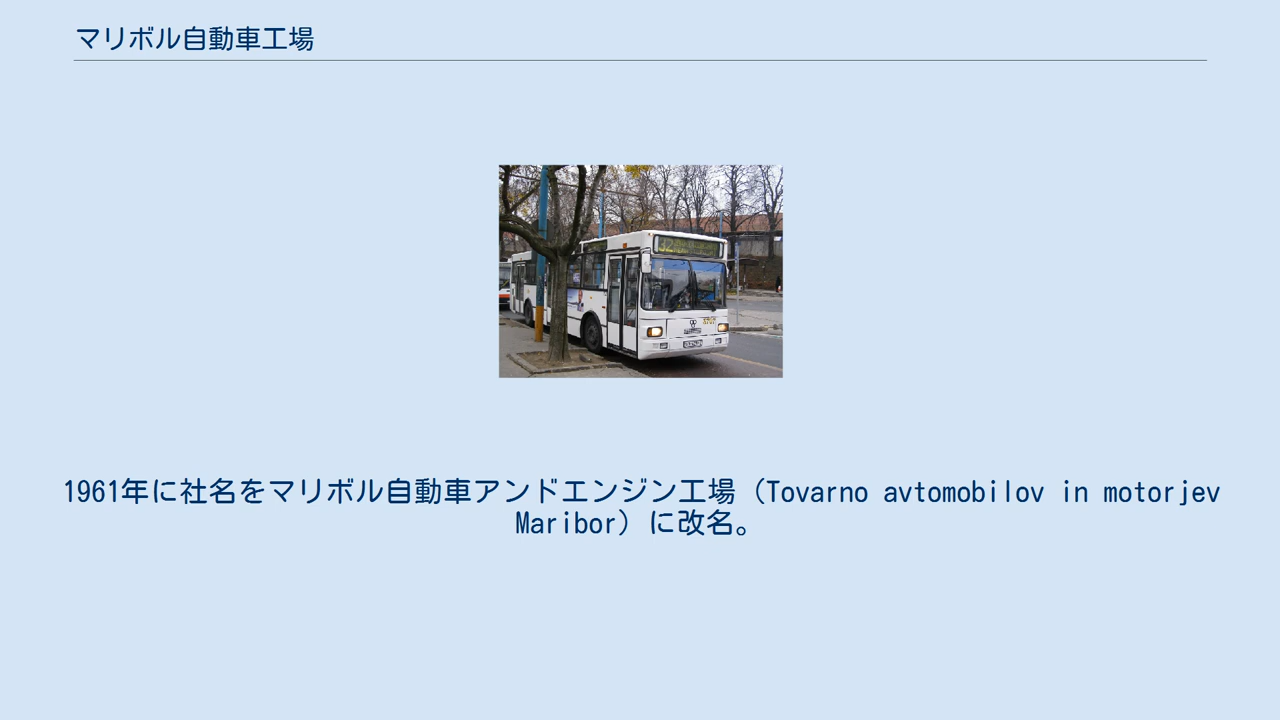 マリボル自動車工場
32
1961年に社名をマリボル自動車アンドエンジン工場（Tovarno avtomobilov in motorjev
Maribor）に改名。